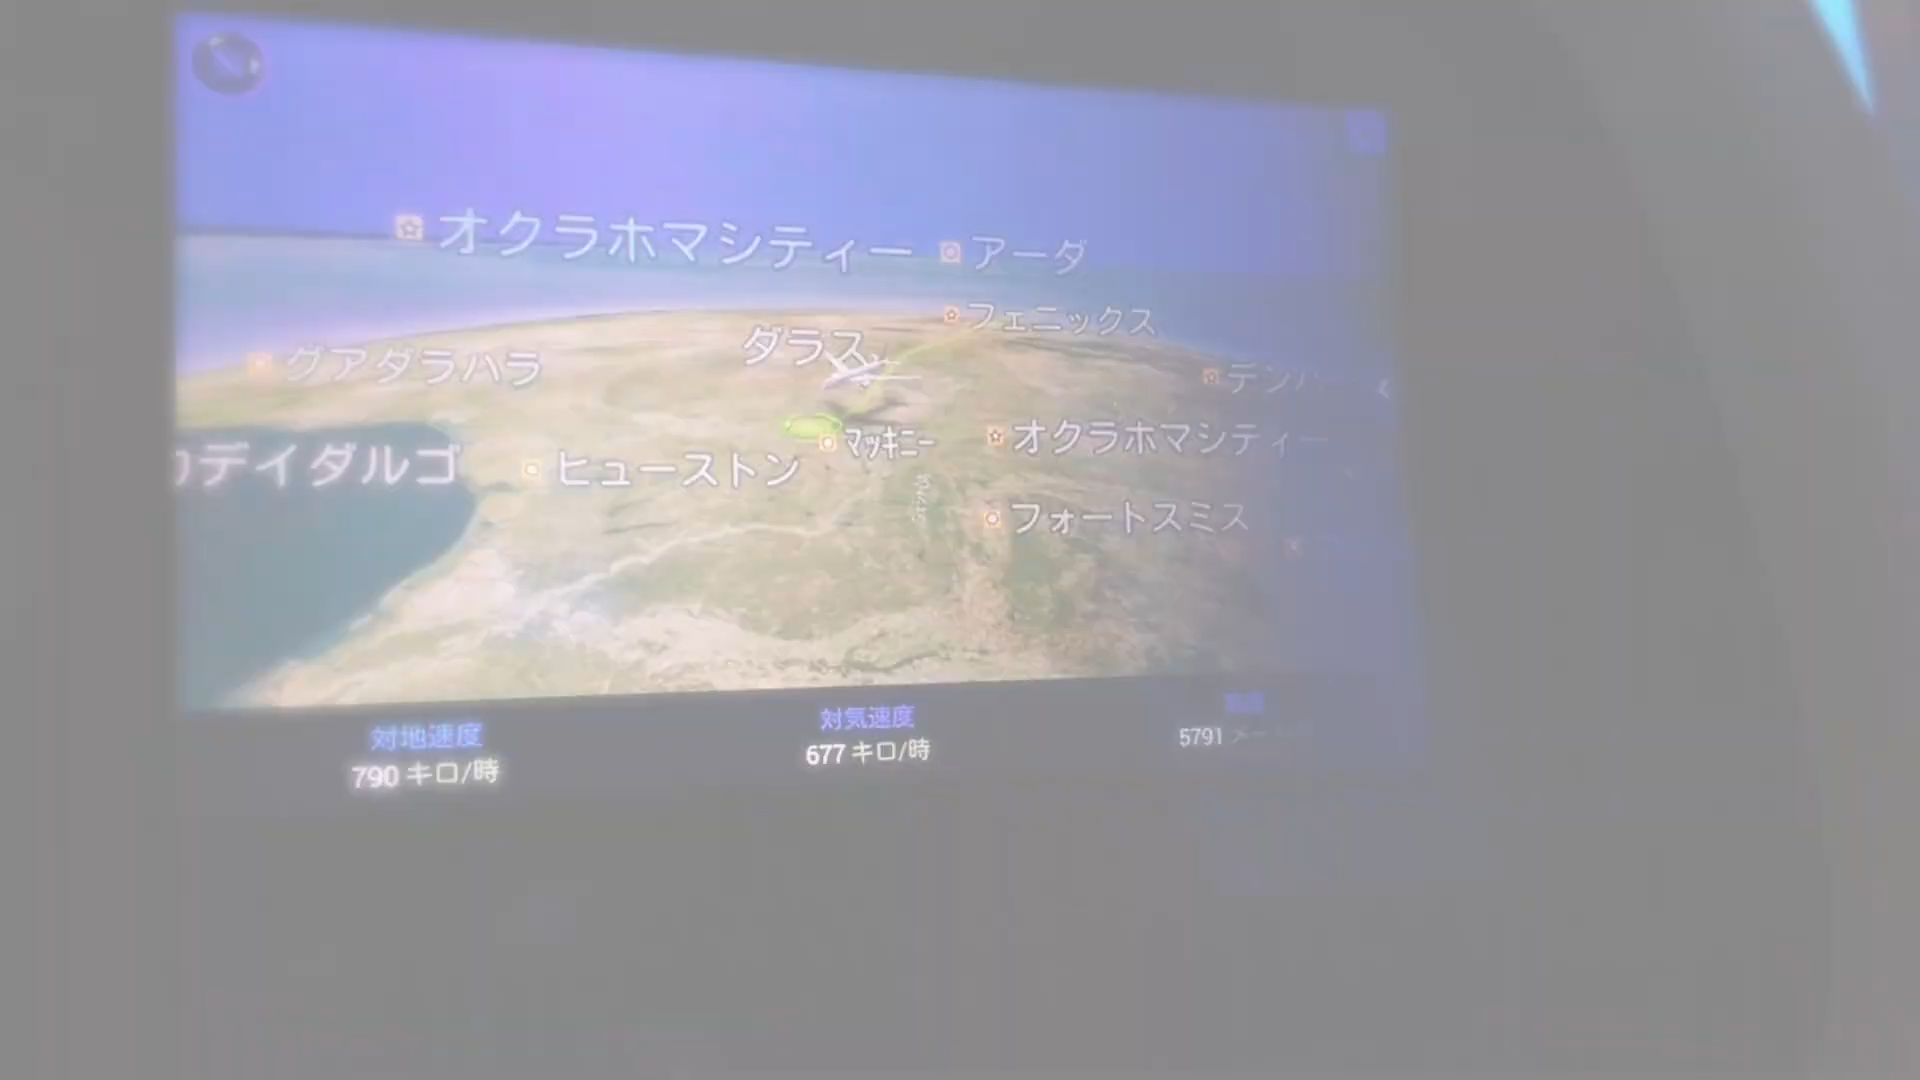 オクラホマシティー
アーダ
フェニックス
ダラス
グアダラハラ
マッキニー
オクラホマシティー
デイダルゴ
ヒューストン
フォートスミス
対地速度
790 キロ/時
対気速度
677 キロ/時
5791